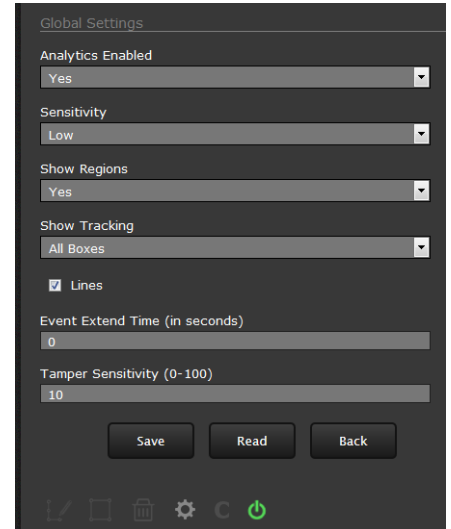 Global Settings
Analytics Enabled
Yes
Sensitivity
Low
Show Regions
Yes
Show Tracking
All Boxes
Lines
Event Extend Time (in seconds)
0
Tamper Sensitivity (0-100)
10
Save Read Back
C